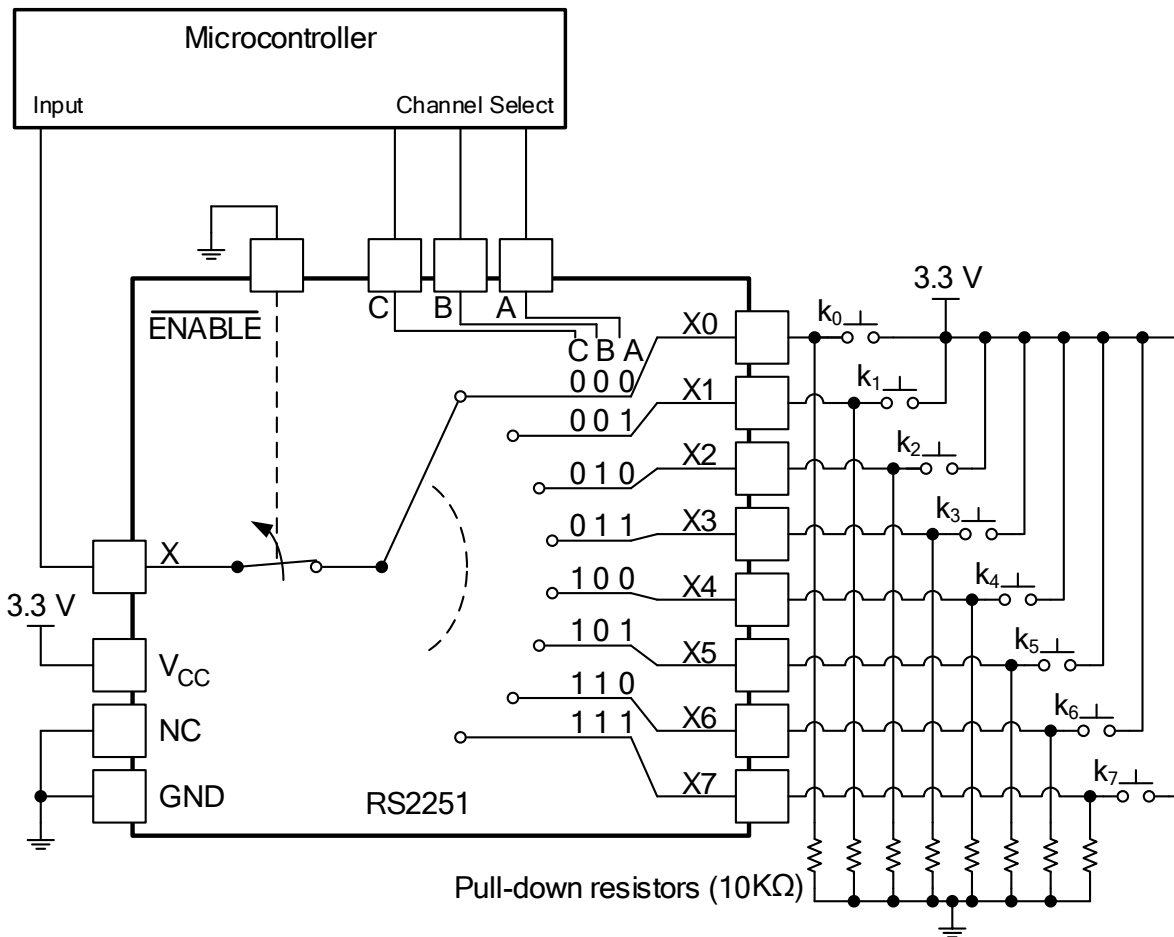 Microcontroller
Input
Channel Select
ENABLE
C
B
A
C B A
X0
0 0 0
X1
0 0 1
X2
0 1 0
X3
0 1 1
X4
1 0 0
X5
1 0 1
X6
1 1 0
X7
1 1 1
X
3.3 V
VCC
NC
GND
RS2251
3.3 V
k0
k1
k2
k3
k4
k5
k6
k7
Pull-down resistors (10KΩ)